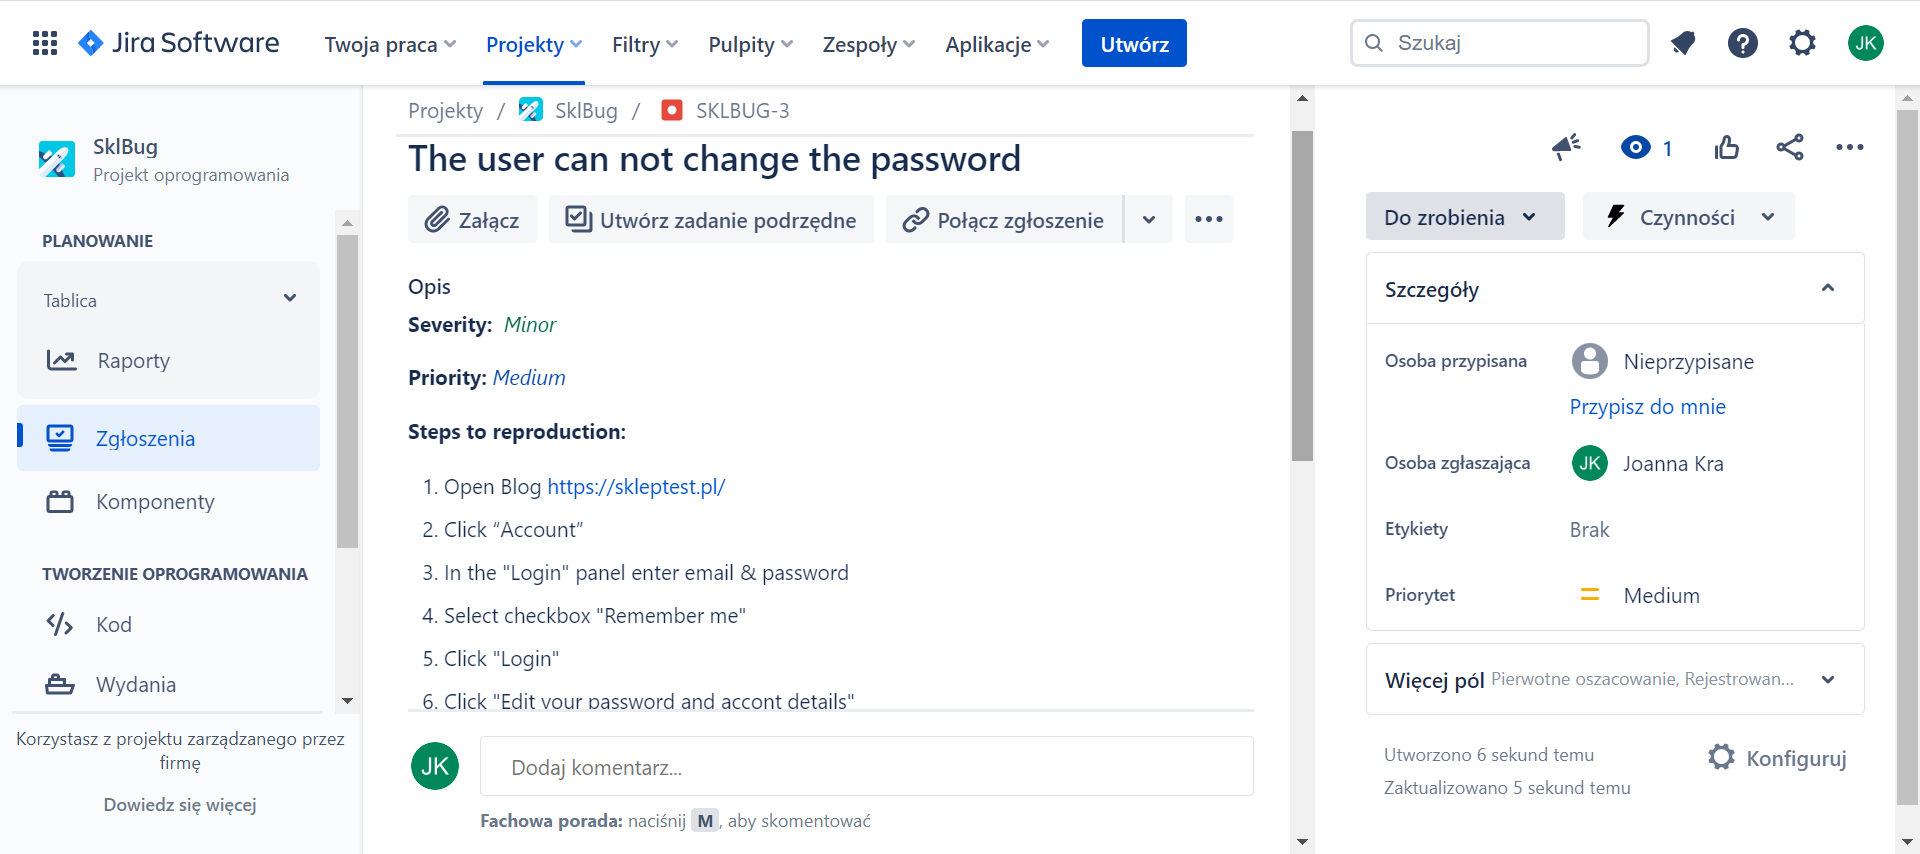 Jira Software
Twoja praca
Projekty
Filtry
Pulpity
Zespoły
Aplikacje
Utwórz
Szukaj
JK
SklBug
Projekt oprogramowania
PLANOWANIE
Tablica
Raporty
Zgłoszenia
Komponenty
TWORZENIE OPROGRAMOWANIA
Kod
Wydania
Korzystasz z projektu zarządzanego przez
firmę
Dowiedz się więcej
Projekty / SklBug / SKLBUG-3
The user can not change the password
Załącz
Utwórz zadanie podrzędne
Połącz zgłoszenie
Opis
Severity: Minor
Priority: Medium
Steps to reproduction:
1. Open Blog https://skleptest.pl/
2. Click “Account”
3. In the "Login" panel enter email & password
4. Select checkbox "Remember me"
5. Click "Login"
6. Click "Edit your password and accont details"
JK
Dodaj komentarz...
Fachowa porada: naciśnij M, aby skomentować
1
Do zrobienia
Czynności
Szczegóły
Osoba przypisana
Nieprzypisane
Przypisz do mnie
Osoba zgłaszająca
JK Joanna Kra
Etykiety
Brak
Priorytet
Medium
Więcej pól Pierwotne oszacowanie, Rejestrowan...
Utworzono 6 sekund temu
Zaktualizowano 5 sekund temu
Konfiguruj